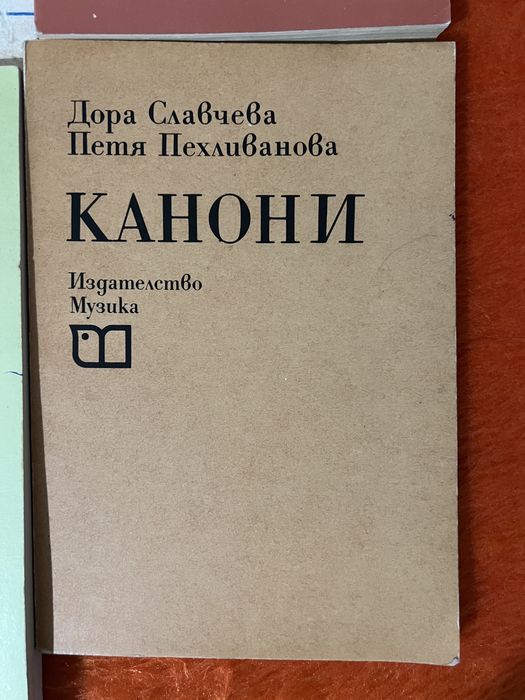 Дора Славчева
Петя Пехливанова
КАНОНИ
Издателство
Музика